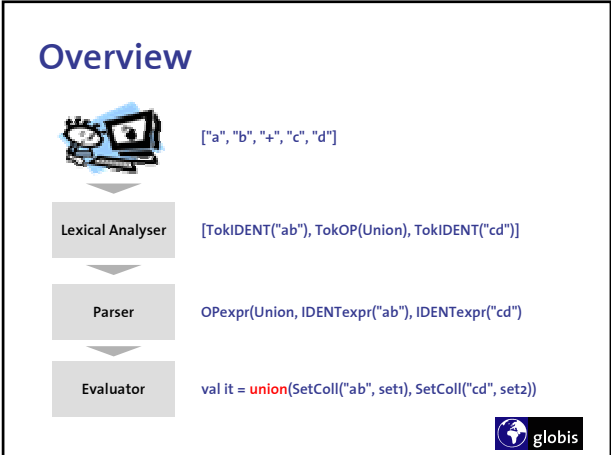 Overview
["a", "b", "+", "c", "d"]
Lexical Analyser [TokIDENT("ab"), TokOP(Union), TokIDENT("cd")]
Parser OPexpr(Union, IDENTexpr("ab"), IDENTexpr("cd")
Evaluator val it = union(SetColl("ab", set1), SetColl("cd", set2))
globis